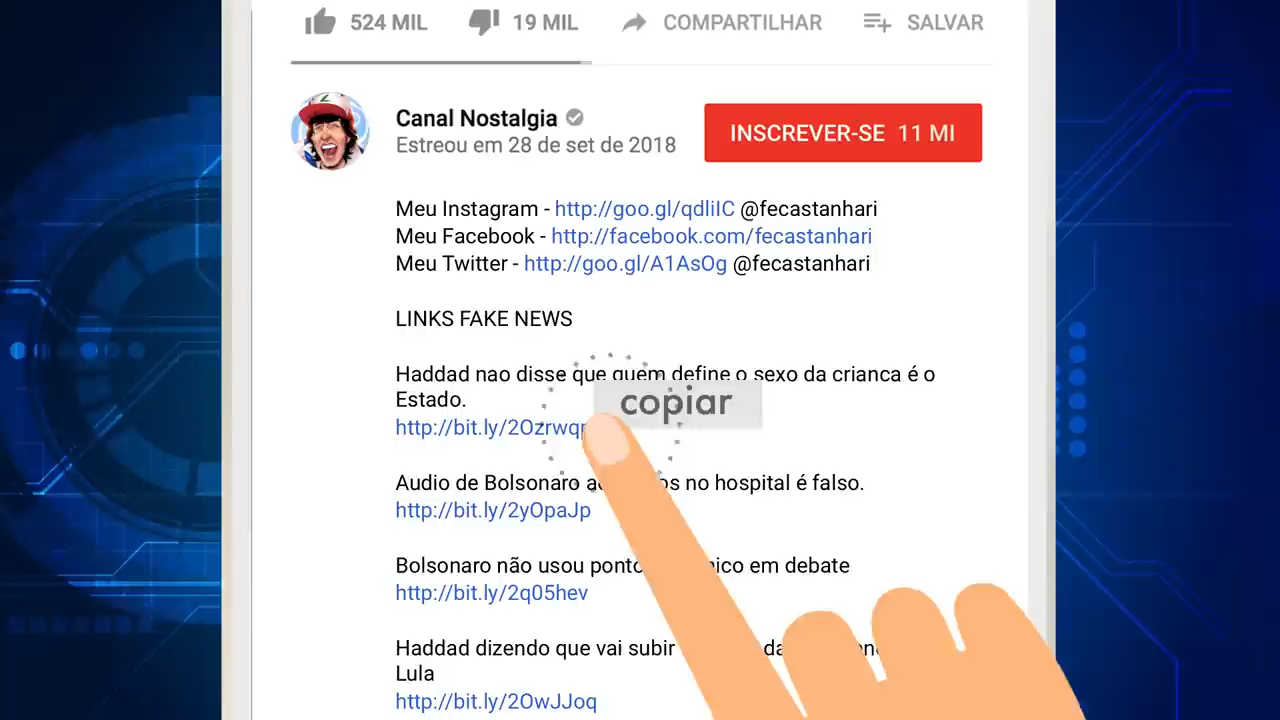 524 MIL 19 MIL COMPARTILHAR SALVAR
Canal Nostalgia
Estreou em 28 de set de 2018
INSCREVER-SE 11 MI
Meu Instagram - http://goo.gl/qdliIC @fecastanhari
Meu Facebook - http://facebook.com/fecastanhari
Meu Twitter - http://goo.gl/A1AsOg @fecastanhari
LINKS FAKE NEWS
Haddad nao disse que quem define o sexo da crianca é o
Estado.
copiar
Audio de Bolsonaro no hospital é falso.
http://bit.ly/2yOpaJp
Bolsonaro não usou ponto em debate
http://bit.ly/2q05hev
Haddad dizendo que vai subir
Lula
http://bit.ly/2OwJJoq